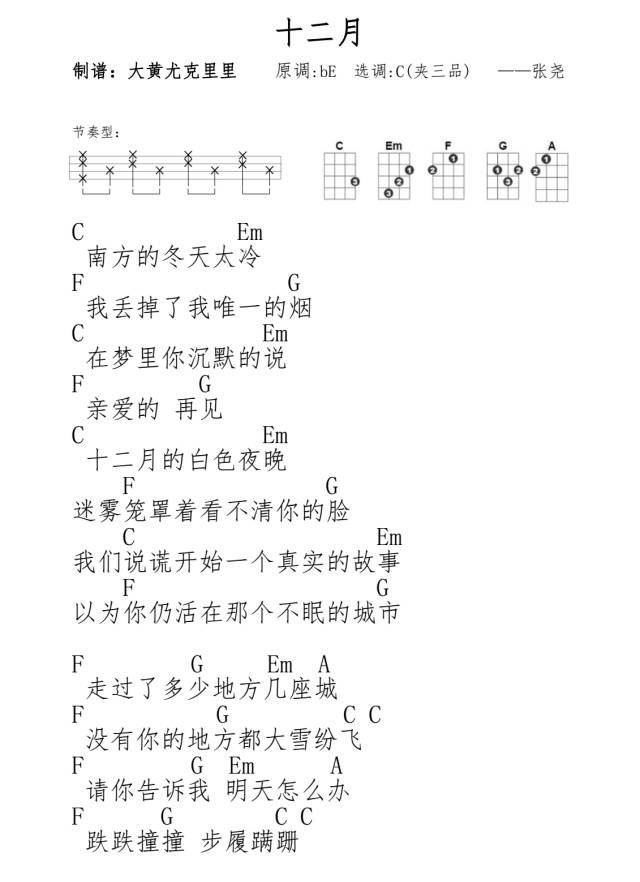 十二月
制谱：大黄尤克里里 原调:bE 选调:C(夹三品) ——张尧
节奏型：
C Em F G A
C Em
南方的冬天太冷
F G
我丢掉了我唯一的烟
C Em
在梦里你沉默的说
F G
亲爱的 再见
C Em
十二月的白色夜晚
F G
迷雾笼罩着看不清你的脸
C Em
我们说谎开始一个真实的故事
F G
以为你仍活在那个不眠的城市
F G Em A
走过了多少地方几座城
F G C C
没有你的地方都大雪纷飞
F G Em A
请你告诉我 明天怎么办
F G C C
跌跌撞撞 步履蹒跚